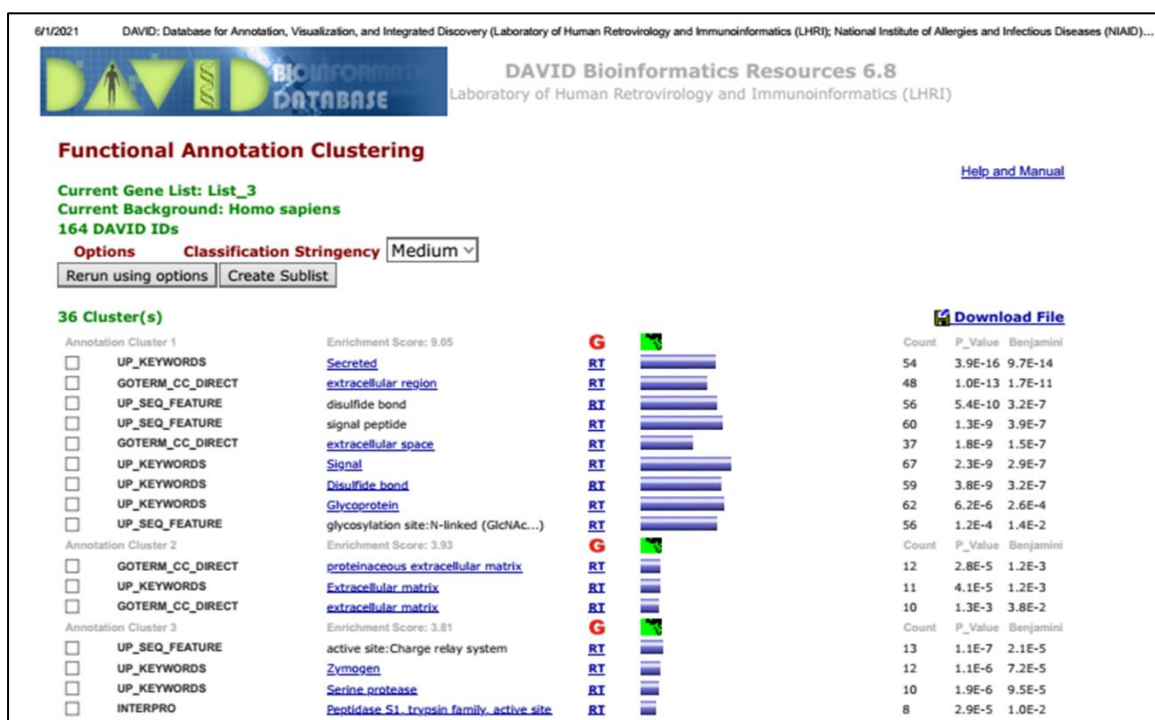 6/1/2021 DAVID: Database for Annotation, Visualization, and Integrated Discovery (Laboratory of Human Retrovirology and Immunoinformatics (LHRI); National Institute of Allergies and Infectious Diseases (NIAID)...
DAVID BIOINFORMATICS DATABASE
DAVID Bioinformatics Resources 6.8
Laboratory of Human Retrovirology and Immunoinformatics (LHRI)
Functional Annotation Clustering
Help and Manual
Current Gene List: List_3
Current Background: Homo sapiens
164 DAVID IDs
Options Classification Stringency Medium
Rerun using options Create Sublist
36 Cluster(s) Download File
Annotation Cluster 1 Enrichment Score: 9.05 G Count P_Value Benjamini
UP_KEYWORDS Secreted RT 54 3.9E-16 9.7E-14
GOTERM_CC_DIRECT extracellular region RT 48 1.0E-13 1.7E-11
UP_SEQ_FEATURE disulfide bond RT 56 5.4E-10 3.2E-7
UP_SEQ_FEATURE signal peptide RT 60 1.3E-9 3.9E-7
GOTERM_CC_DIRECT extracellular space RT 37 1.8E-9 1.5E-7
UP_KEYWORDS Signal RT 67 2.3E-9 2.9E-7
UP_KEYWORDS Disulfide bond RT 59 3.8E-9 3.2E-7
UP_KEYWORDS Glycoprotein RT 62 6.2E-6 2.6E-4
UP_SEQ_FEATURE glycosylation site:N-linked (GlcNAc...) RT 56 1.2E-4 1.4E-2
Annotation Cluster 2 Enrichment Score: 3.93 G Count P_Value Benjamini
GOTERM_CC_DIRECT proteinaceous extracellular matrix RT 12 2.8E-5 1.2E-3
UP_KEYWORDS Extracellular matrix RT 11 4.1E-5 1.2E-3
GOTERM_CC_DIRECT extracellular matrix RT 10 1.3E-3 3.8E-2
Annotation Cluster 3 Enrichment Score: 3.81 G Count P_Value Benjamini
UP_SEQ_FEATURE active site:Charge relay system RT 13 1.1E-7 2.1E-5
UP_KEYWORDS Zymogen RT 12 1.1E-6 7.2E-5
UP_KEYWORDS Serine protease RT 10 1.9E-6 9.5E-5
INTERPRO Peptidase S1, trypsin family, active site RT 8 2.9E-5 1.0E-2